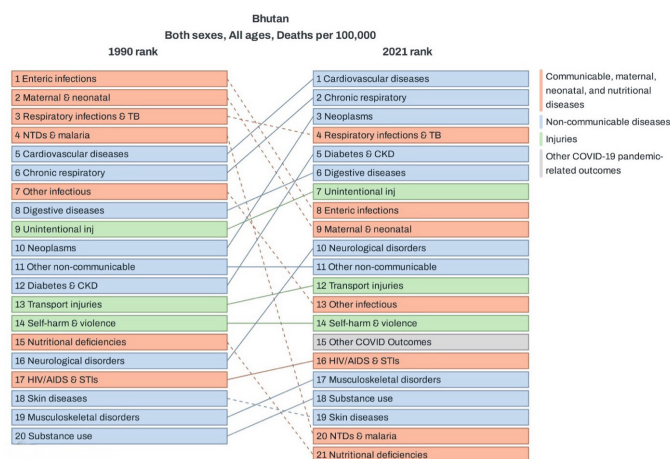 Bhutan
Both sexes, All ages, Deaths per 100,000
1990 rank
2021 rank
1 Enteric infections
2 Maternal & neonatal
3 Respiratory infections & TB
4 NTDs & malaria
5 Cardiovascular diseases
6 Chronic respiratory
7 Other infectious
8 Digestive diseases
9 Unintentional inj
10 Neoplasms
11 Other non-communicable
12 Diabetes & CKD
13 Transport injuries
14 Self-harm & violence
15 Nutritional deficiencies
16 Neurological disorders
17 HIV/AIDS & STIs
18 Skin diseases
19 Musculoskeletal disorders
20 Substance use
1 Cardiovascular diseases
2 Chronic respiratory
3 Neoplasms
4 Respiratory infections & TB
5 Diabetes & CKD
6 Digestive diseases
7 Unintentional inj
8 Enteric infections
9 Maternal & neonatal
10 Neurological disorders
11 Other non-communicable
12 Transport injuries
13 Other infectious
14 Self-harm & violence
15 Other COVID Outcomes
16 HIV/AIDS & STIs
17 Musculoskeletal disorders
18 Substance use
19 Skin diseases
20 NTDs & malaria
21 Nutritional deficiencies
Communicable, maternal,
neonatal, and nutritional
diseases
Non-communicable diseases
Injuries
Other COVID-19 pandemic-
related outcomes